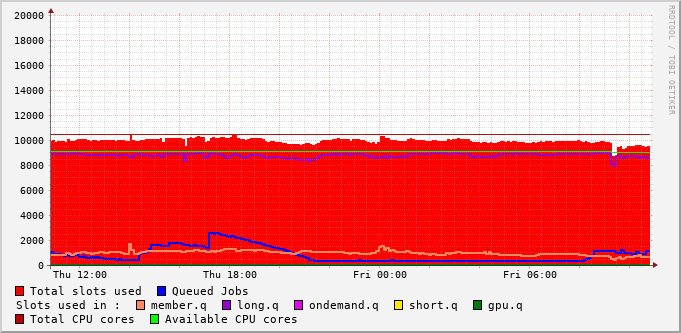 RRDTOOL / TOBI OETIKER
20000
18000
16000
14000
12000
10000
8000
6000
4000
2000
0
Thu 12:00 Thu 18:00 Fri 00:00 Fri 06:00
Total slots used Queued Jobs
Slots used in : member.q long.q ondemand.q short.q gpu.q
Total CPU cores Available CPU cores